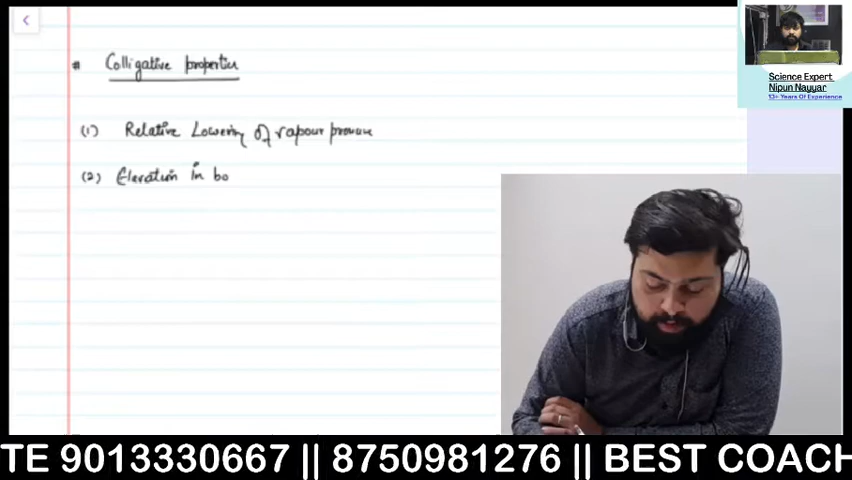 # Colligative properties
(1) Relative Lowering of vapour pressure
(2) Elevation in bo
Science Expert
Nipun Nayyar
13+ Years Of Experience
TE 9013330667 || 8750981276 || BEST COACH